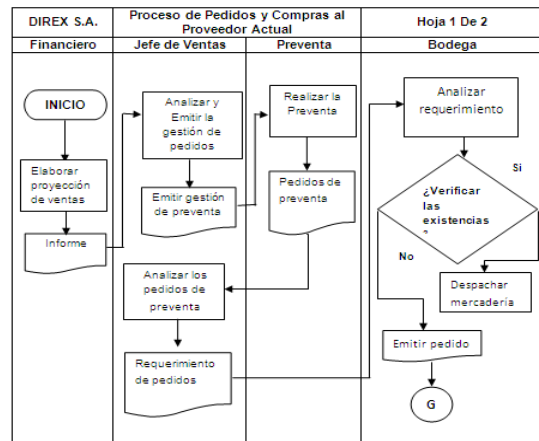 DIREX S.A.
Proceso de Pedidos y Compras al
Proveedor Actual
Hoja 1 De 2
Financiero
Jefe de Ventas
Preventa
Bodega
INICIO
Elaborar
proyección
de ventas
Informe
Analizar y
Emitir la
gestión de
pedidos
Emitir gestión
de preventa
Realizar la
Preventa
Pedidos de
preventa
Analizar los
pedidos de
preventa
Requerimiento
de pedidos
Analizar
requerimiento
¿Verificar
las
existencias
?
Si
No
Despachar
mercadería
Emitir pedido
G